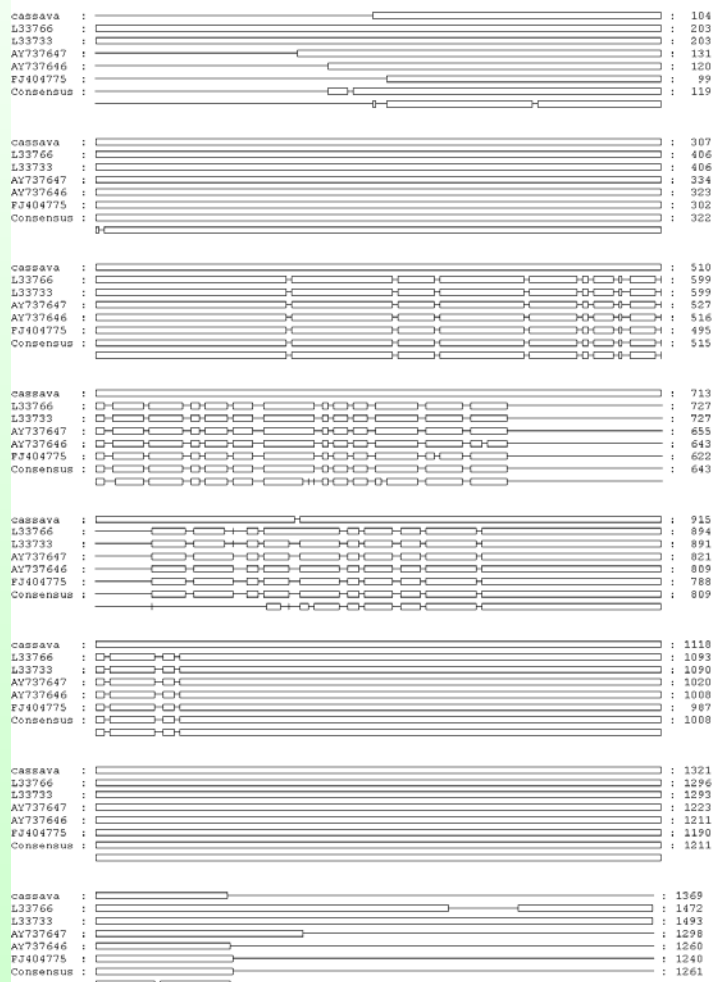 cassava : : 104
L33766 : : 203
L33733 : : 203
AY737647 : : 131
AY737646 : : 120
FJ404775 : : 99
Consensus : : 119
cassava : : 307
L33766 : : 406
L33733 : : 406
AY737647 : : 334
AY737646 : : 323
FJ404775 : : 302
Consensus : : 322
cassava : : 510
L33766 : : 599
L33733 : : 599
AY737647 : : 527
AY737646 : : 516
FJ404775 : : 495
Consensus : : 515
cassava : : 713
L33766 : : 727
L33733 : : 727
AY737647 : : 655
AY737646 : : 643
FJ404775 : : 622
Consensus : : 643
cassava : : 915
L33766 : : 894
L33733 : : 891
AY737647 : : 821
AY737646 : : 809
FJ404775 : : 788
Consensus : : 809
cassava : : 1118
L33766 : : 1093
L33733 : : 1090
AY737647 : : 1020
AY737646 : : 1008
FJ404775 : : 987
Consensus : : 1008
cassava : : 1321
L33766 : : 1296
L33733 : : 1293
AY737647 : : 1223
AY737646 : : 1211
FJ404775 : : 1190
Consensus : : 1211
cassava : : 1369
L33766 : : 1472
L33733 : : 1493
AY737647 : : 1298
AY737646 : : 1260
FJ404775 : : 1240
Consensus : : 1261